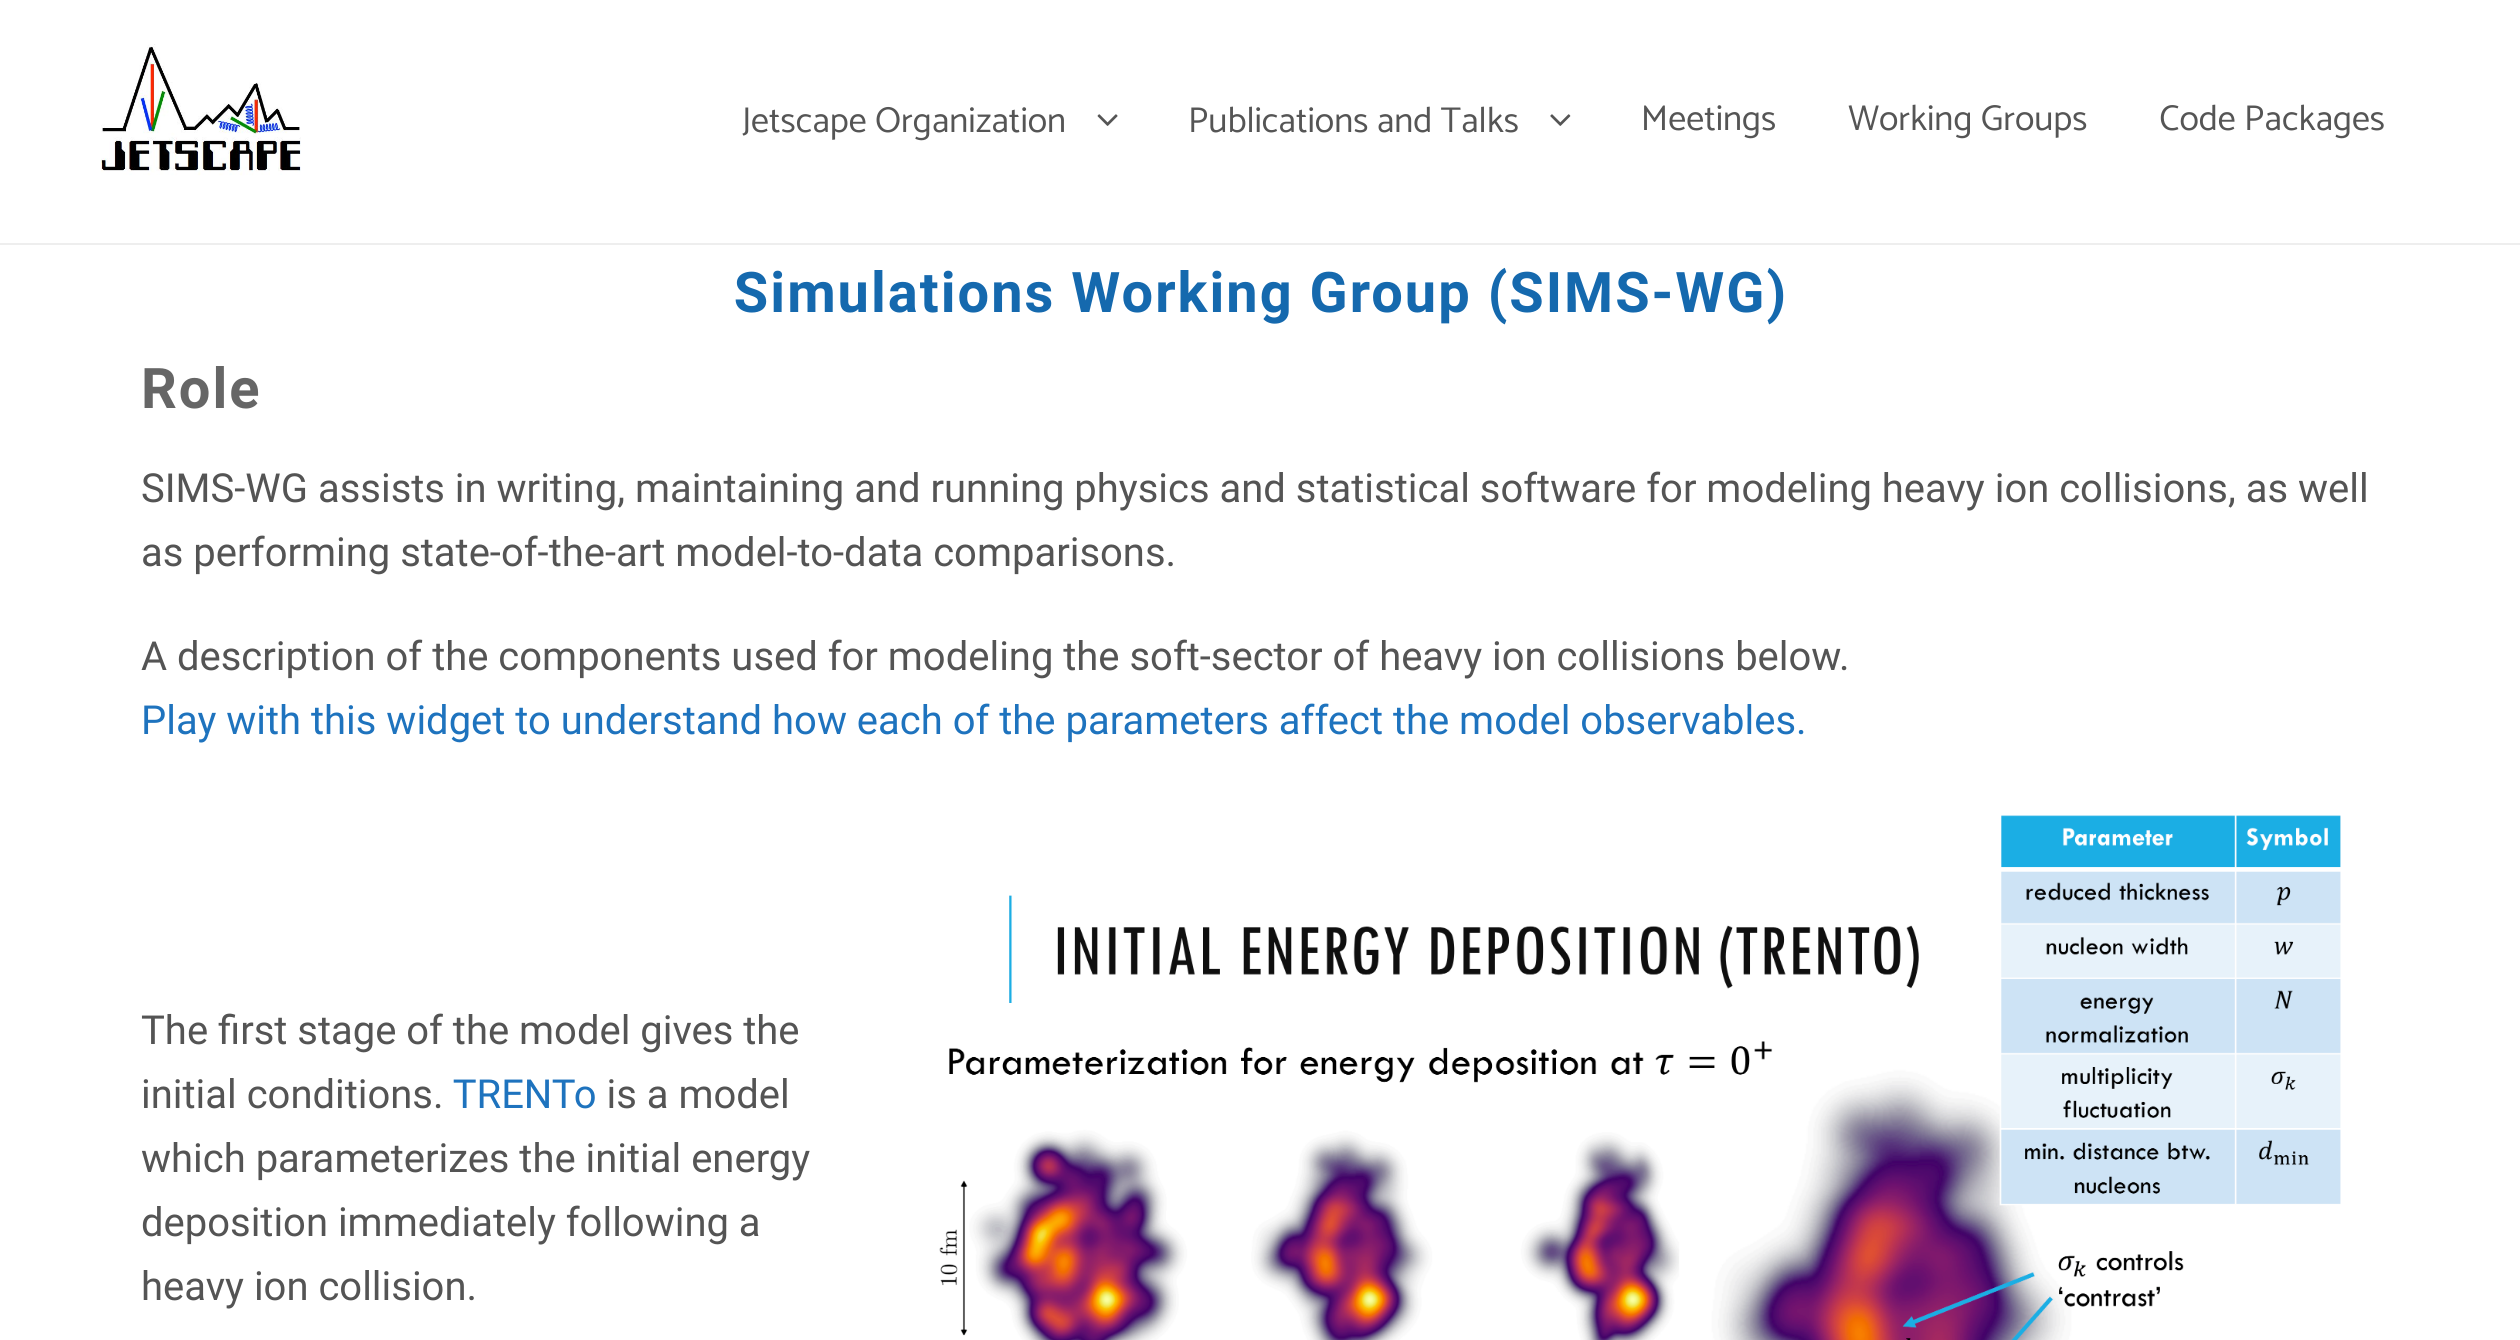 JETSCAPE
Jetscape Organization
Publications and Talks
Meetings
Working Groups
Code Packages
Simulations Working Group (SIMS-WG)
Role
SIMS-WG assists in writing, maintaining and running physics and statistical software for modeling heavy ion collisions, as well
as performing state-of-the-art model-to-data comparisons.
A description of the components used for modeling the soft-sector of heavy ion collisions below.
Play with this widget to understand how each of the parameters affect the model observables.
The first stage of the model gives the
initial conditions. TRENTo is a model
which parameterizes the initial energy
deposition immediately following a
heavy ion collision.
INITIAL ENERGY DEPOSITION (TRENTO)
Parameterization for energy deposition at τ = 0⁺
10 fm
Parameter Symbol
reduced thickness p
nucleon width w
energy N
normalization
multiplicity σₖ
fluctuation
min. distance btw. d_min
nucleons
σₖ controls
‘contrast’